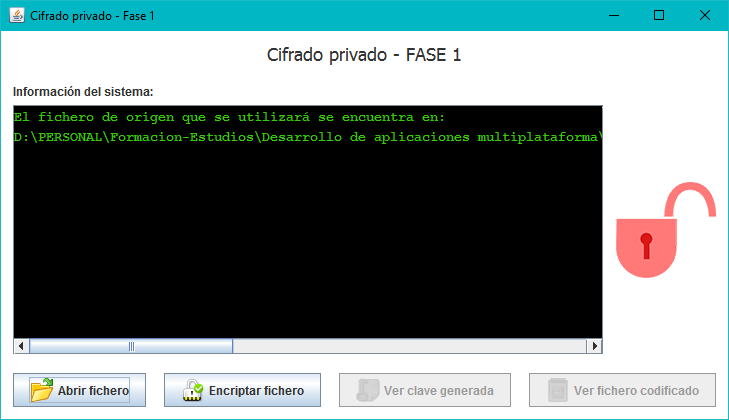 Cifrado privado - Fase 1
Cifrado privado - FASE 1
Información del sistema:
El fichero de origen que se utilizará se encuentra en:
D:\PERSONAL\Formacion-Estudios\Desarrollo de aplicaciones multiplataforma\
Abrir fichero
Encriptar fichero
Ver clave generada
Ver fichero codificado